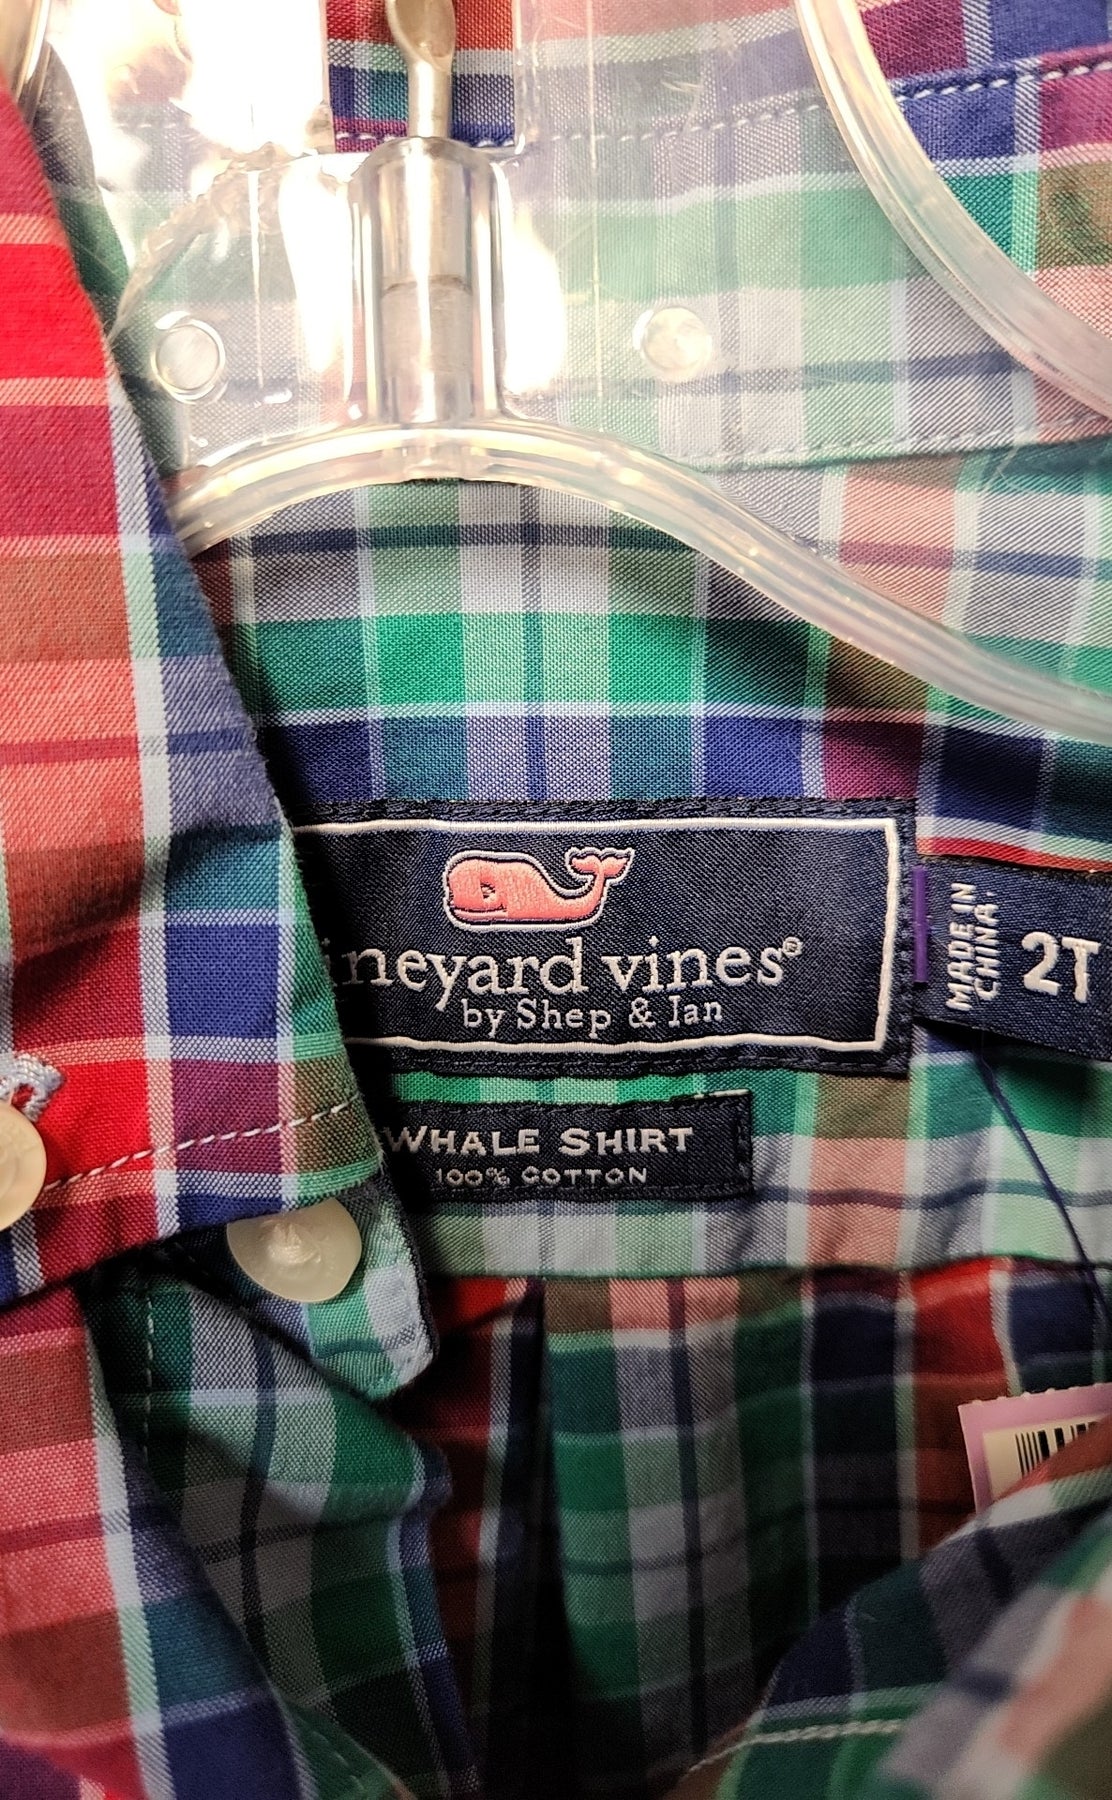 ineyard vines®
by Shep & Ian
MADE IN
CHINA
2T
WHALE SHIRT
100% COTTON